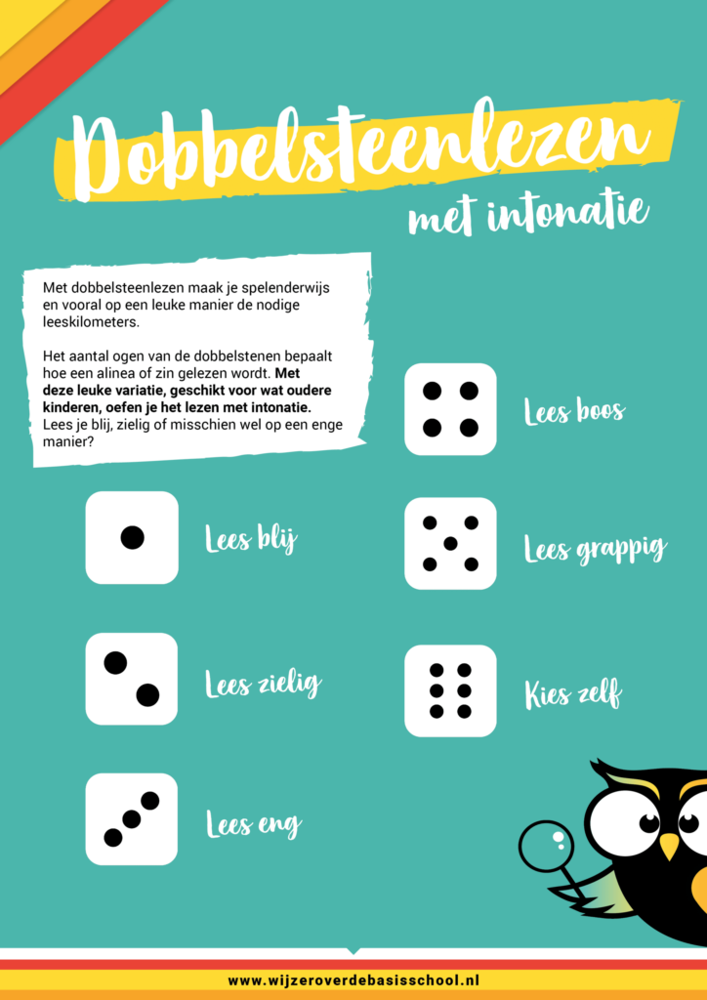 Dobbelsteenlezen
met intonatie
Met dobbelsteenlezen maak je spelenderwijs
en vooral op een leuke manier de nodige
leeskilometers.
Het aantal ogen van de dobbelstenen bepaalt
hoe een alinea of zin gelezen wordt. Met
deze leuke variatie, geschikt voor wat oudere
kinderen, oefen je het lezen met intonatie.
Lees je blij, zielig of misschien wel op een enge
manier?
Lees blij
Lees zielig
Lees eng
Lees boos
Lees grappig
Kies zelf
www.wijzeroverdebasisschool.nl